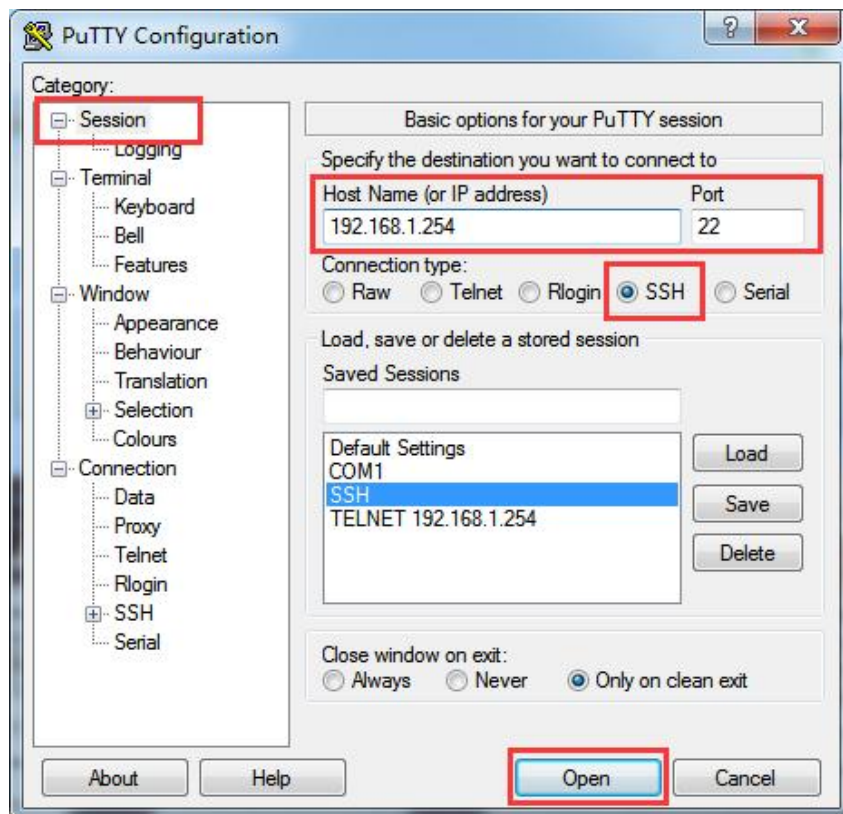 PuTTY Configuration
Category:
Session
Logging
Terminal
Keyboard
Bell
Features
Window
Appearance
Behaviour
Translation
Selection
Colours
Connection
Data
Proxy
Telnet
Rlogin
SSH
Serial
Basic options for your PuTTY session
Specify the destination you want to connect to
Host Name (or IP address) Port
192.168.1.254 22
Connection type:
Raw Telnet Rlogin SSH Serial
Load, save or delete a stored session
Saved Sessions
Default Settings
COM1
SSH
TELNET 192.168.1.254
Load
Save
Delete
Close window on exit:
Always Never Only on clean exit
About Help Open Cancel